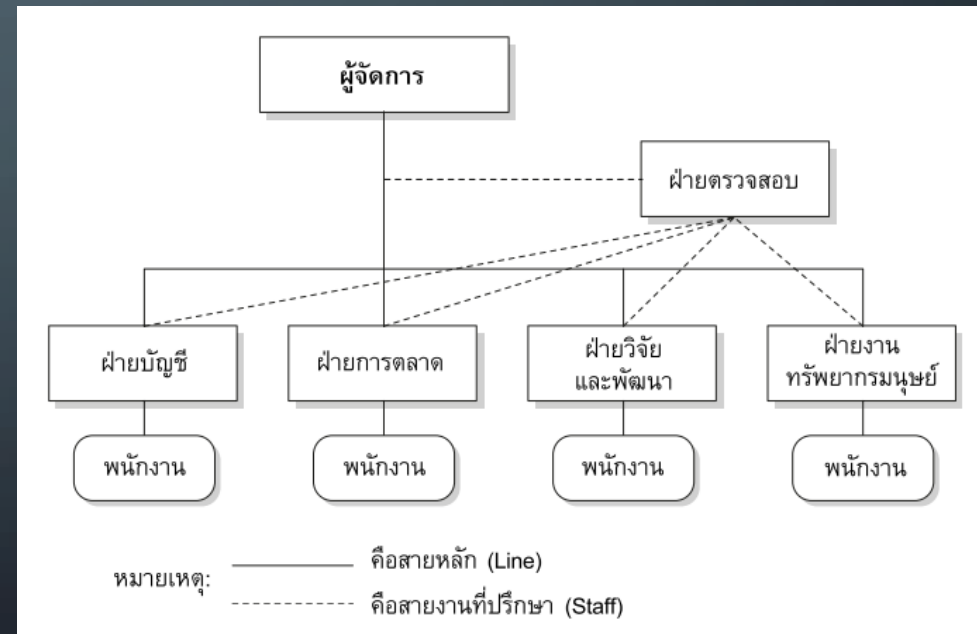 ผู้จัดการ
ฝ่ายตรวจสอบ
ฝ่ายบัญชี
ฝ่ายการตลาด
ฝ่ายวิจัย
และพัฒนา
ฝ่ายงาน
ทรัพยากรมนุษย์
พนักงาน
พนักงาน
พนักงาน
พนักงาน
หมายเหตุ:
คือสายหลัก (Line)
คือสายงานที่ปรึกษา (Staff)